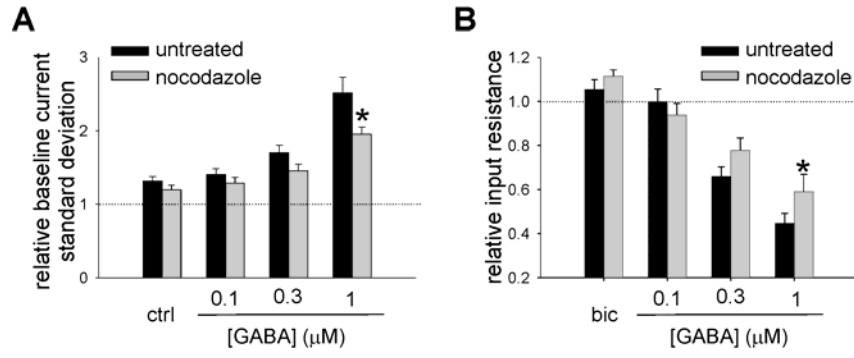 A
relative baseline current
standard deviation
3
2
1
0
untreated
nocodazole
*
ctrl
0.1
0.3
1
[GABA] (μM)
B
relative input resistance
1.2
1.0
0.8
0.6
0.4
0.2
untreated
nocodazole
*
bic
0.1
0.3
1
[GABA] (μM)